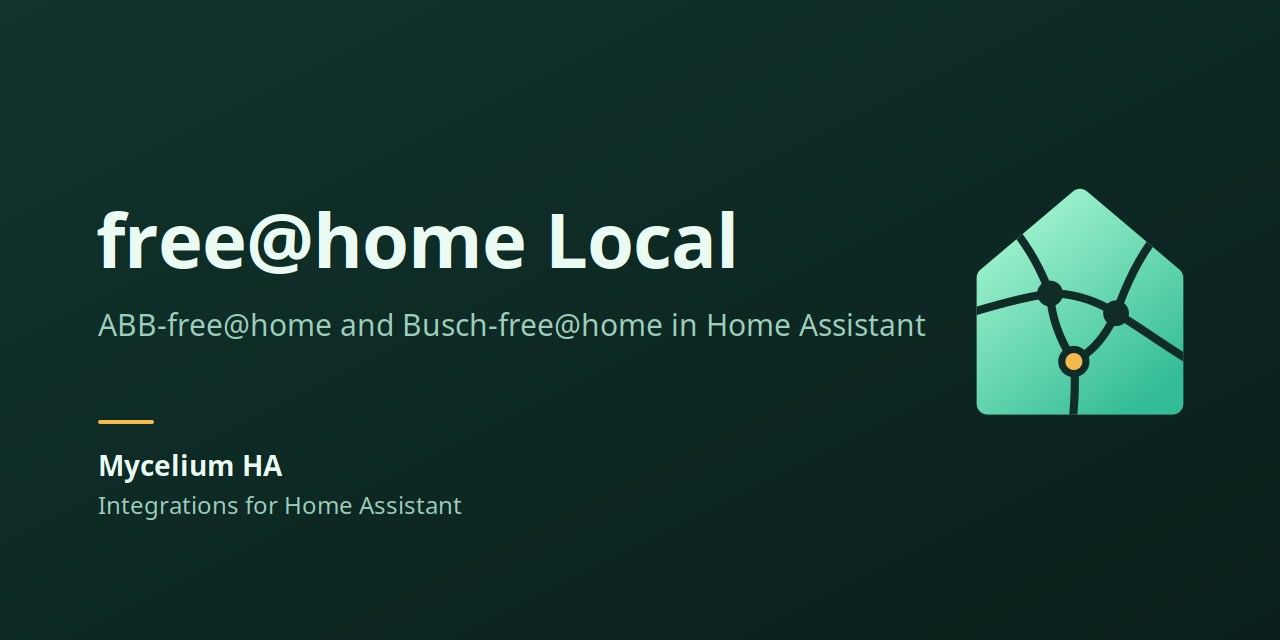 free@home Local
ABB-free@home and Busch-free@home in Home Assistant
Mycelium HA
Integrations for Home Assistant